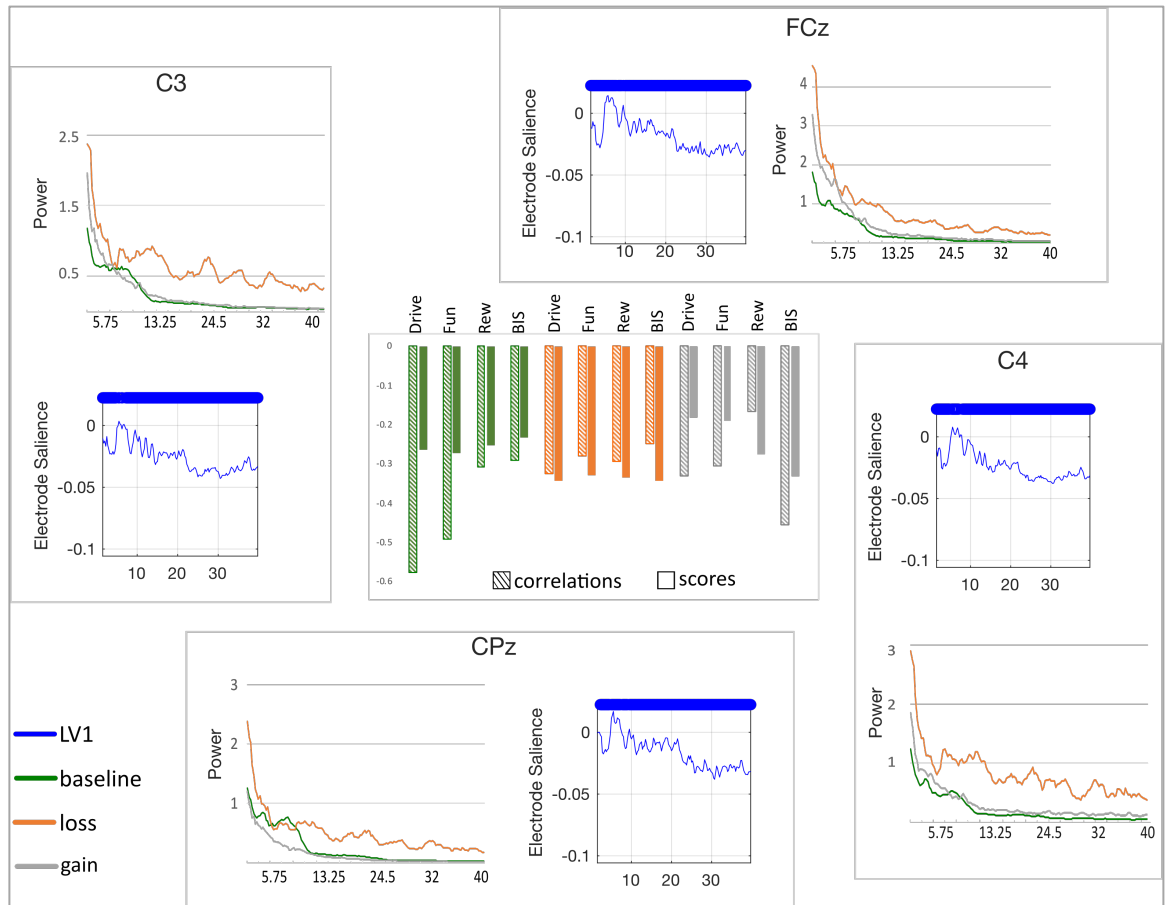 FCz
Electrode Salience
0
-0.05
-0.1
10 20 30
Power
4
3
2
1
5.75 13.25 24.5 32 40
C3
Power
2.5
1.5
0.5
5.75 13.25 24.5 32 40
Electrode Salience
0
-0.05
-0.1
10 20 30
Drive Fun Rew BIS Drive Fun Rew BIS Drive Fun Rew BIS
0
-0.1
-0.2
-0.3
-0.4
-0.5
-0.6
correlations scores
C4
Electrode Salience
0
-0.05
-0.1
10 20 30
Power
3
2
1
5.75 13.25 24.5 32 40
CPz
Power
3
2
1
5.75 13.25 24.5 32 40
Electrode Salience
0
-0.05
-0.1
10 20 30
LV1
baseline
loss
gain